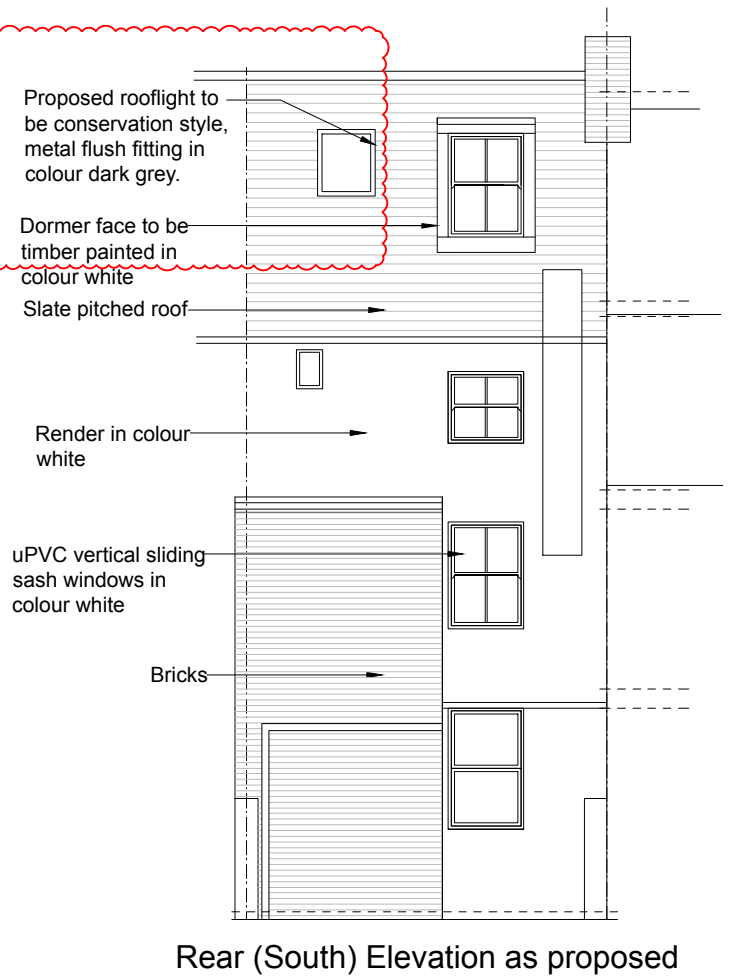 Proposed rooflight to
be conservation style,
metal flush fitting in
colour dark grey.
Dormer face to be
timber painted in
colour white
Slate pitched roof
Render in colour
white
uPVC vertical sliding
sash windows in
colour white
Bricks
Rear (South) Elevation as proposed